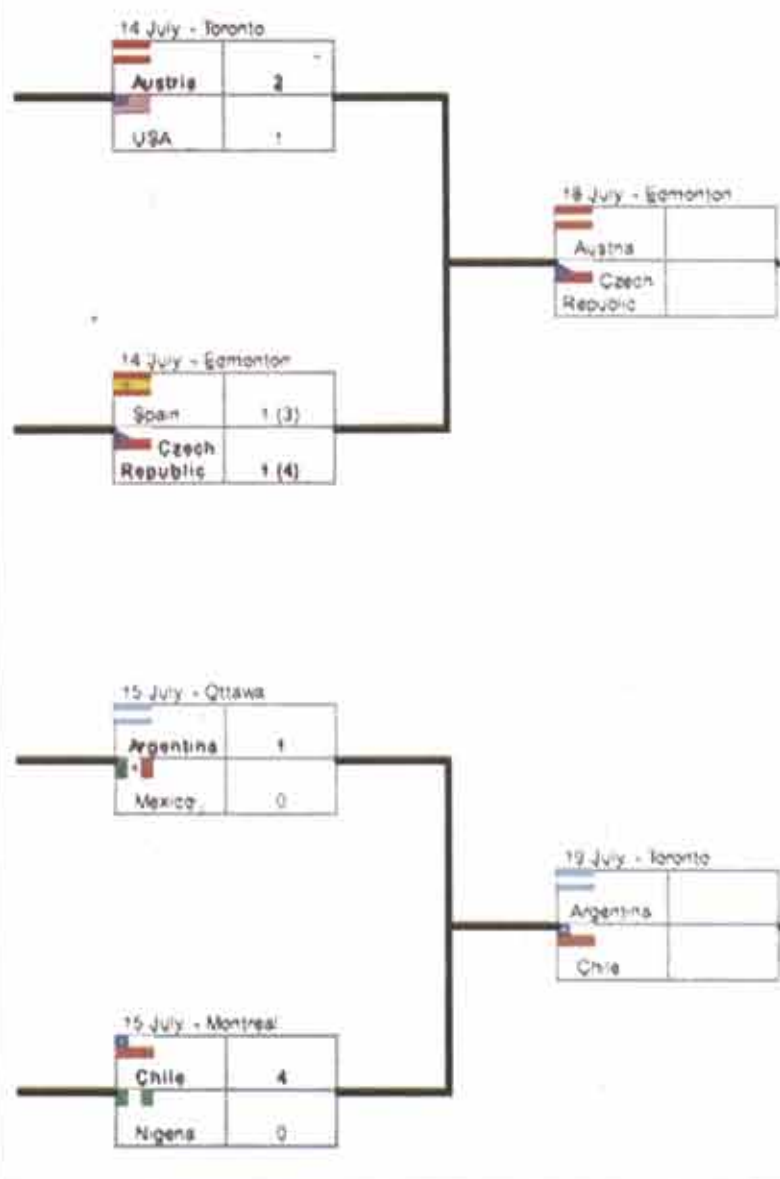 14 July - Toronto
Austria 2
USA 1
18 July - Edmonton
Austria
Czech
Republic
14 July - Edmonton
Spain 1 (3)
Czech
Republic 1 (4)
15 July - Ottawa
Argentina 1
Mexico 0
19 July - Toronto
Argentina
Chile
15 July - Montreal
Chile 4
Nigeria 0